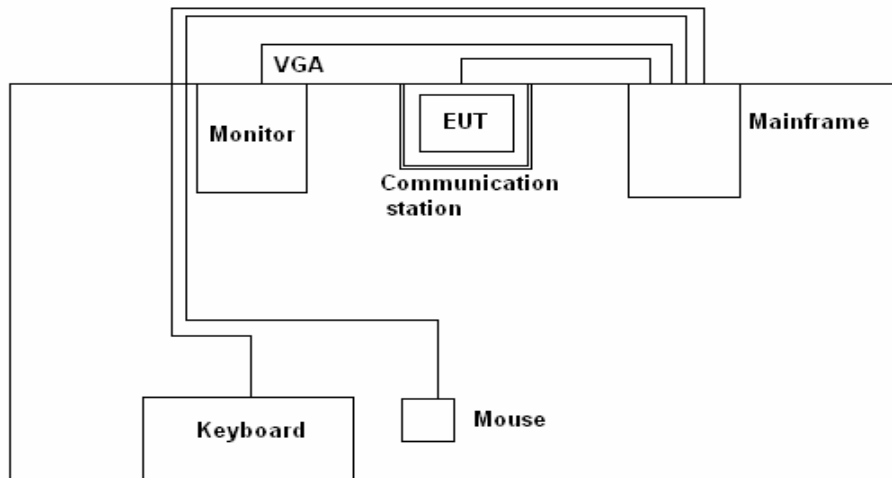 VGA
Monitor
EUT
Mainframe
Communication
station
Keyboard
Mouse